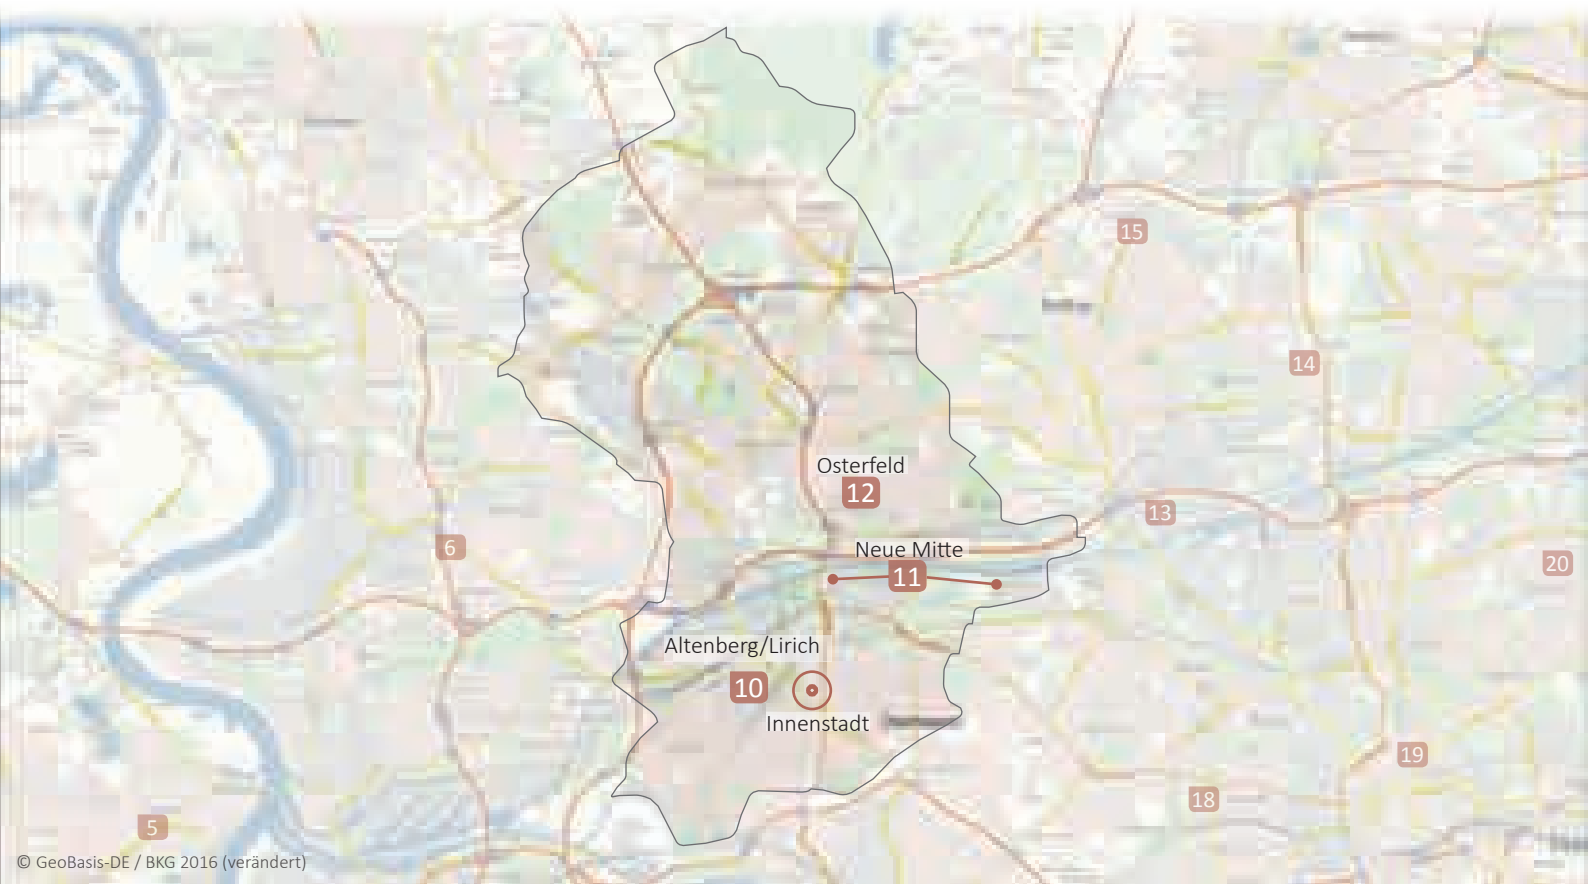 15
14
Osterfeld
12
13
6
Neue Mitte
11
20
Altenberg/Lirich
10
Innenstadt
19
18
5
© GeoBasis-DE / BKG 2016 (verändert)